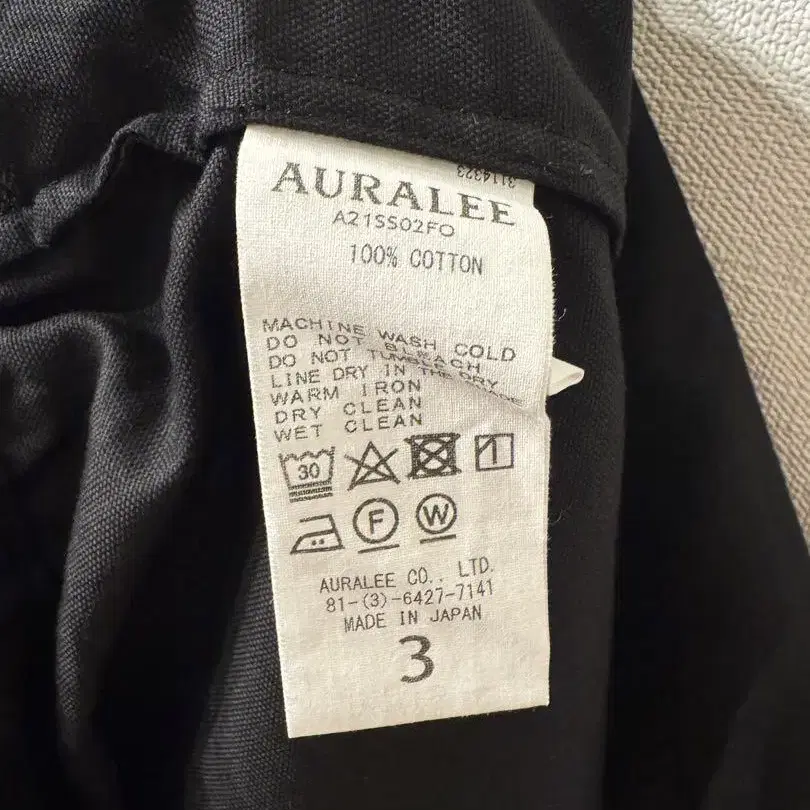 3114323
AURALEE
A21SS02FO
100% COTTON
MACHINE WASH COLD
DO NOT BLEACH
DO NOT TUMBLE DRY
LINE DRY IN THE SHADE
WARM IRON
DRY CLEAN
WET CLEAN
30
F W
AURALEE CO., LTD.
81-(3)-6427-7141
MADE IN JAPAN
3